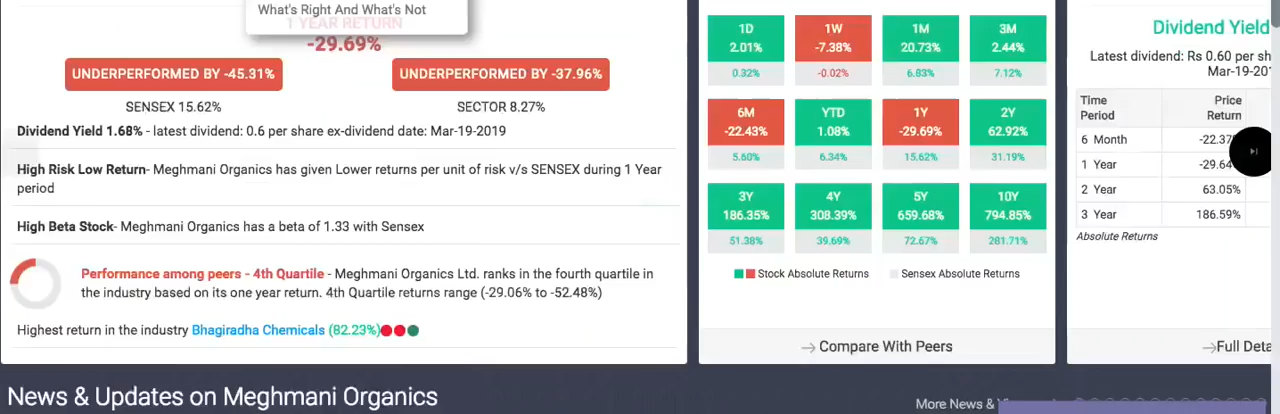 What's Right And What's Not
1 YEAR RETURN
-29.69%
UNDERPERFORMED BY -45.31%
UNDERPERFORMED BY -37.96%
SENSEX 15.62%
SECTOR 8.27%
Dividend Yield 1.68% - latest dividend: 0.6 per share ex-dividend date: Mar-19-2019
High Risk Low Return- Meghmani Organics has given Lower returns per unit of risk v/s SENSEX during 1 Year
period
High Beta Stock- Meghmani Organics has a beta of 1.33 with Sensex
Performance among peers - 4th Quartile - Meghmani Organics Ltd. ranks in the fourth quartile in
the industry based on its one year return. 4th Quartile returns range (-29.06% to -52.48%)
Highest return in the industry Bhagiradha Chemicals (82.23%)
1D 1W 1M 3M
2.01% -7.38% 20.73% 2.44%
0.32% -0.02% 6.83% 7.12%
6M YTD 1Y 2Y
-22.43% 1.08% -29.69% 62.92%
5.60% 6.34% 15.62% 31.19%
3Y 4Y 5Y 10Y
186.35% 308.39% 659.68% 794.85%
51.38% 39.69% 72.67% 281.71%
Stock Absolute Returns Sensex Absolute Returns
Compare With Peers
Dividend Yield
Latest dividend: Rs 0.60 per sh
Mar-19-201
Time Period Price Return
6 Month -22.37
1 Year -29.64
2 Year 63.05%
3 Year 186.59%
Absolute Returns
Full Deta
News & Updates on Meghmani Organics
More News &